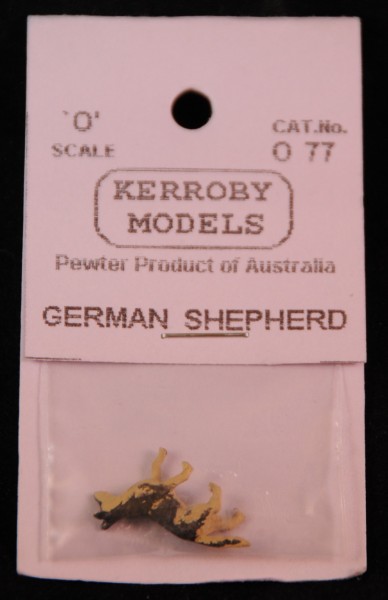 'O' CAT.No.
SCALE O 77
KERROBY
MODELS
Pewter Product of Australia
GERMAN SHEPHERD